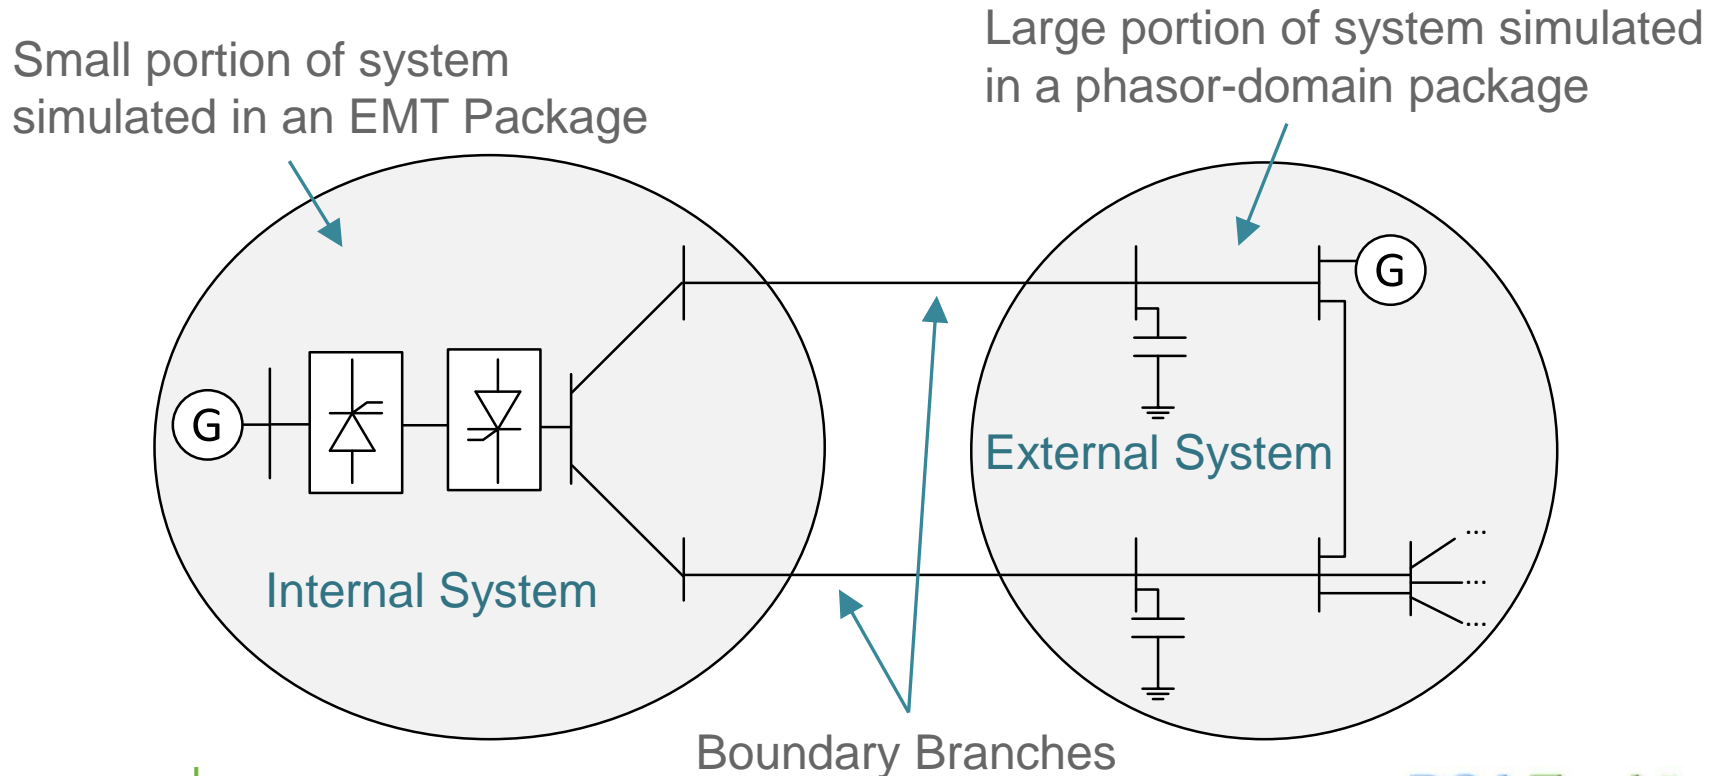 Small portion of system
simulated in an EMT Package
Large portion of system simulated
in a phasor-domain package
G
G
External System
Internal System
...
...
...
Boundary Branches